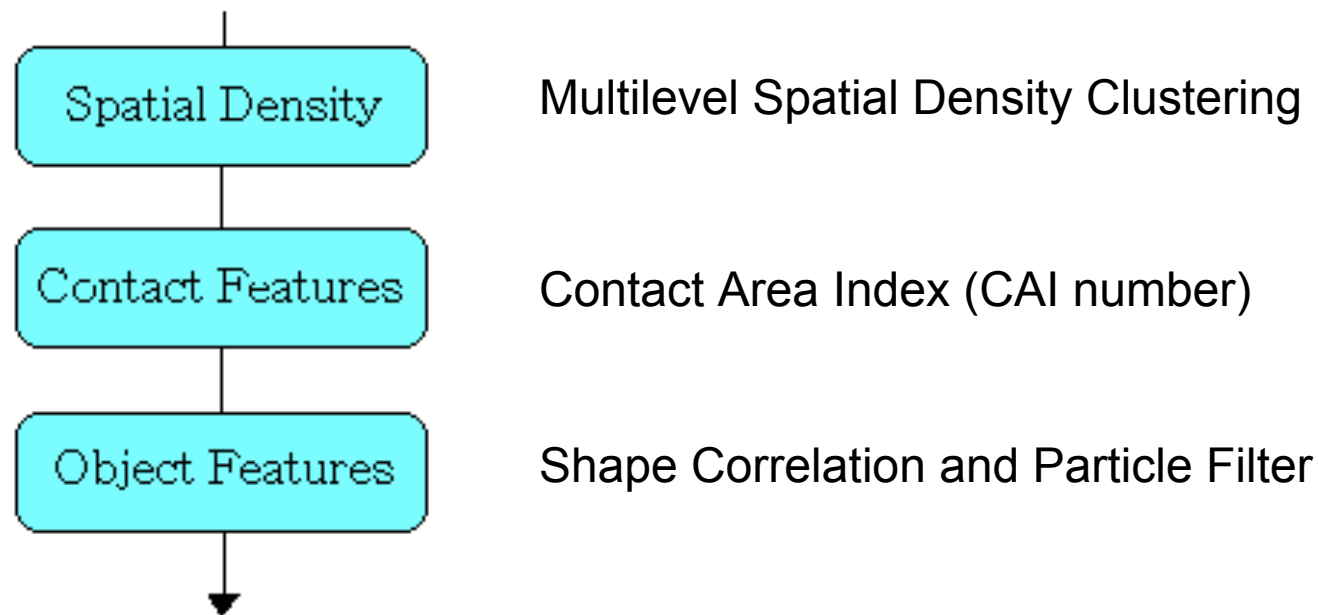 Spatial Density
Multilevel Spatial Density Clustering
Contact Features
Contact Area Index (CAI number)
Object Features
Shape Correlation and Particle Filter